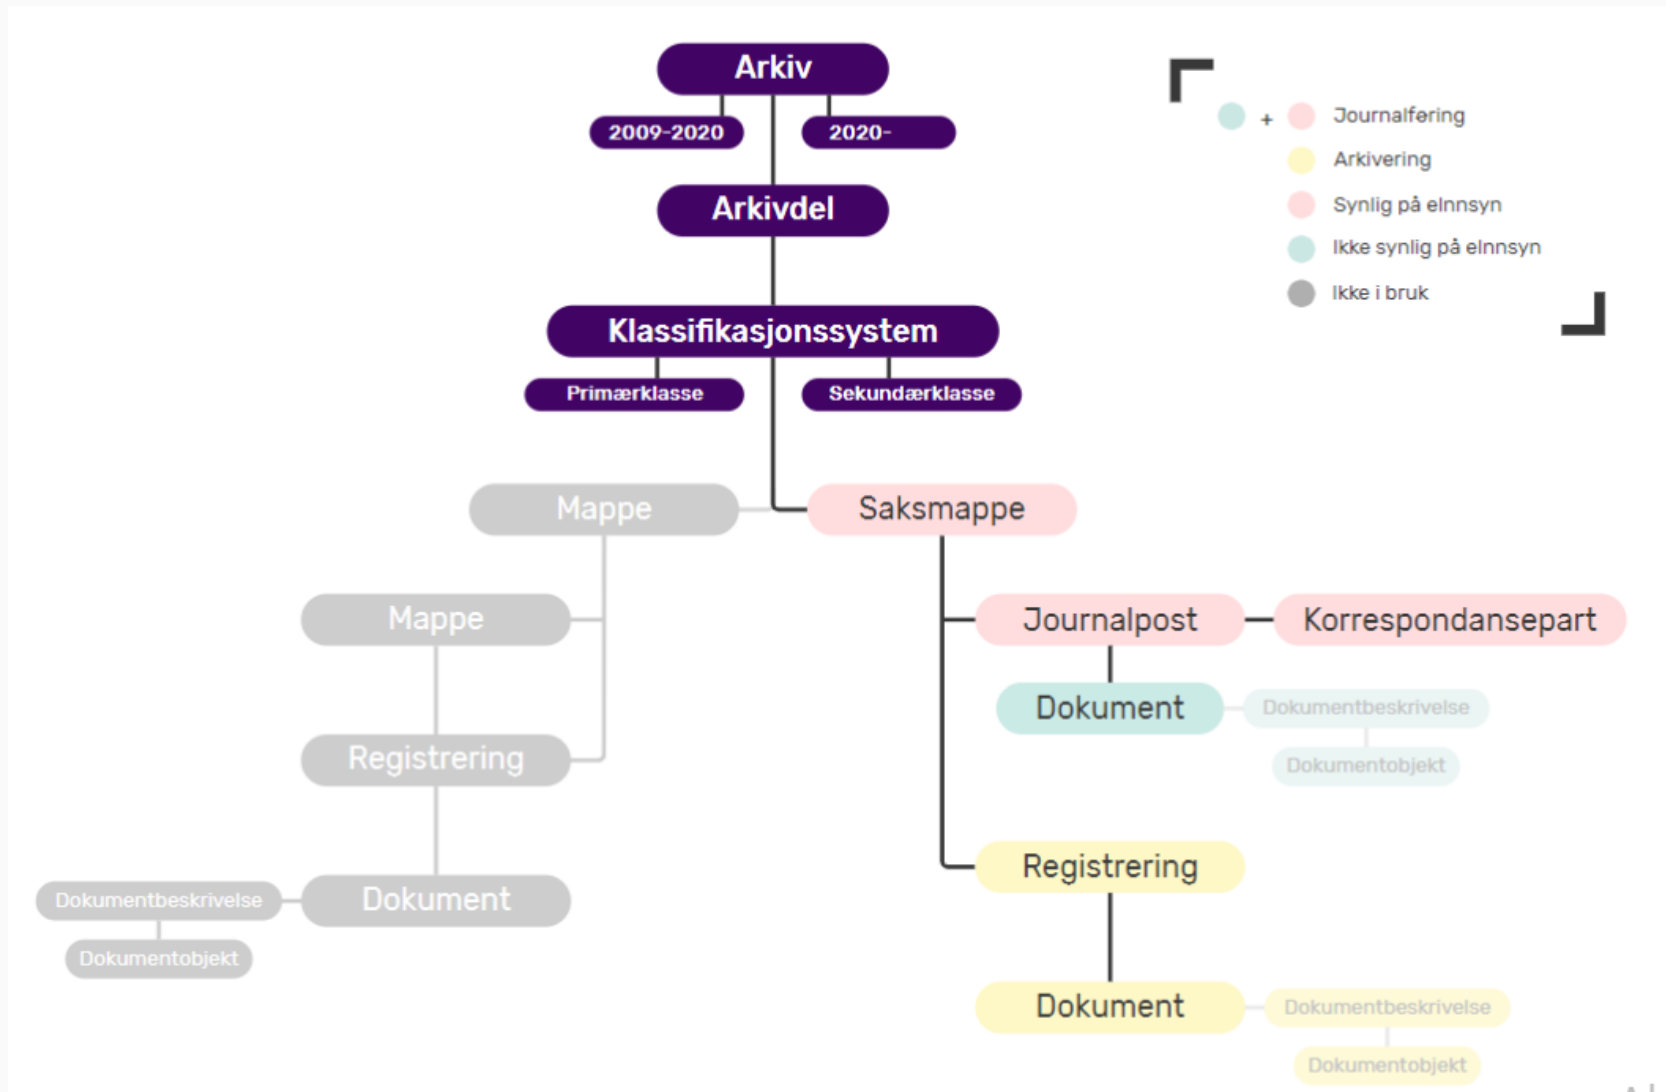 Arkiv
2009-2020
2020-
Arkivdel
Klassifikasjonssystem
Primærklasse
Sekundærklasse
+
Journalføring
Arkivering
Synlig på eInnsyn
Ikke synlig på eInnsyn
Ikke i bruk
Mappe
Saksmappe
Mappe
Journalpost
Korrespondansepart
Dokument
Dokumentbeskrivelse
Dokumentobjekt
Registrering
Registrering
Dokument
Dokumentbeskrivelse
Dokumentobjekt
Dokument
Dokumentbeskrivelse
Dokumentobjekt